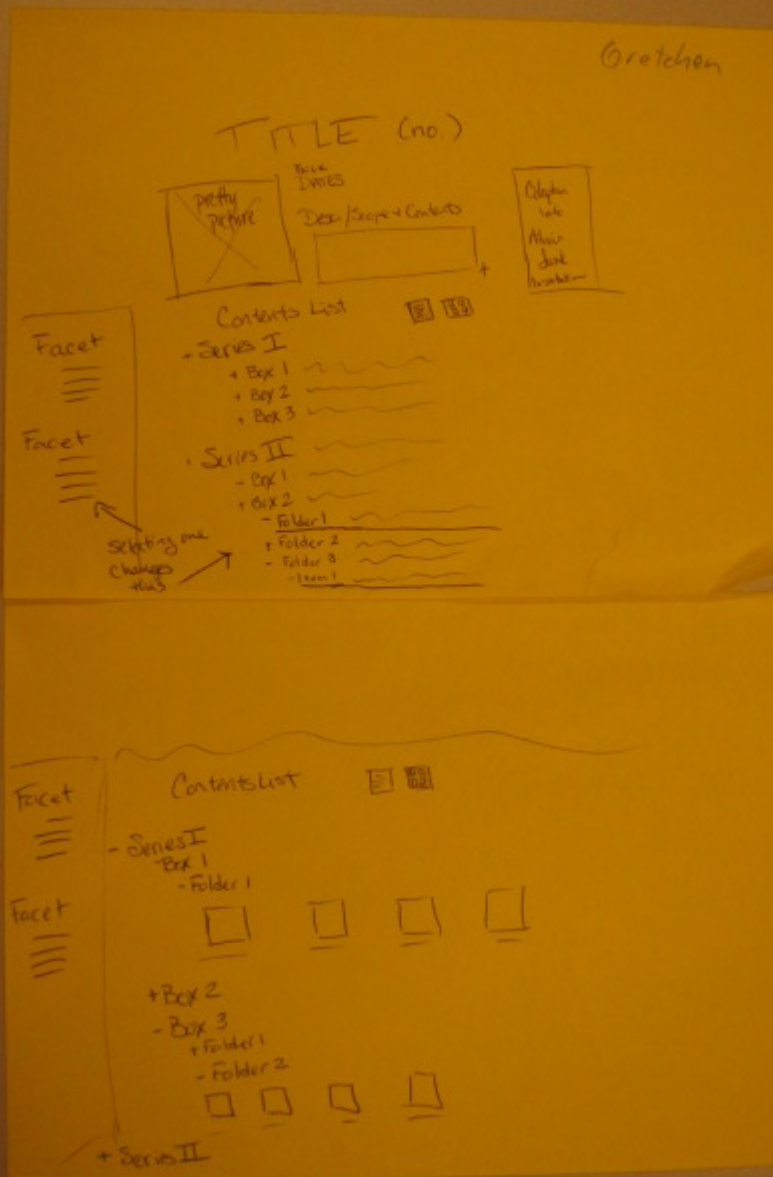 Gretchen
TITLE (no.)
BULK
DATES
pretty
picture
Desc./Scope + Contents
+
info
Admin
Contents List
Facet
Facet
- Series I
+ Box 1
+ Box 2
+ Box 3
Series II
- Box 1
+ Box 2
- Folder 1
+ Folder 2
- Folder 3
- Item 1
Selecting one
changes
this
Contents List
Facet
Facet
- Series I
- Box 1
- Folder 1
+ Box 2
- Box 3
+ Folder 1
- Folder 2
+ Series II